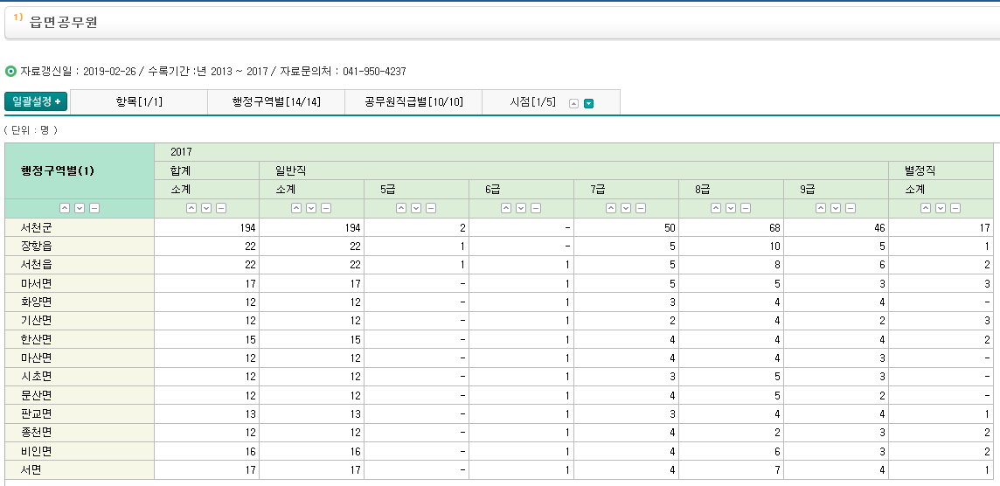 1) 읍면공무원
자료갱신일 : 2019-02-26 / 수록기간 :년 2013 ~ 2017 / 자료문의처 : 041-950-4237
일괄설정 + 항목[1/1] 행정구역별[14/14] 공무원직급별[10/10] 시점[1/5]
( 단위 : 명 )
행정구역별(1) 2017
합계 일반직 별정직
소계 소계 5급 6급 7급 8급 9급 소계
서천군 194 194 2 - 50 68 46 17
장항읍 22 22 1 - 5 10 5 1
서천읍 22 22 1 1 5 8 6 2
마서면 17 17 - 1 5 5 3 3
화양면 12 12 - 1 3 4 4 -
기산면 12 12 - 1 2 4 2 3
한산면 15 15 - 1 4 4 4 2
마산면 12 12 - 1 4 4 3 -
시초면 12 12 - 1 3 5 3 -
문산면 12 12 - 1 4 5 2 -
판교면 13 13 - 1 3 4 4 1
종천면 12 12 - 1 4 2 3 2
비인면 16 16 - 1 4 6 3 2
서면 17 17 - 1 4 7 4 1